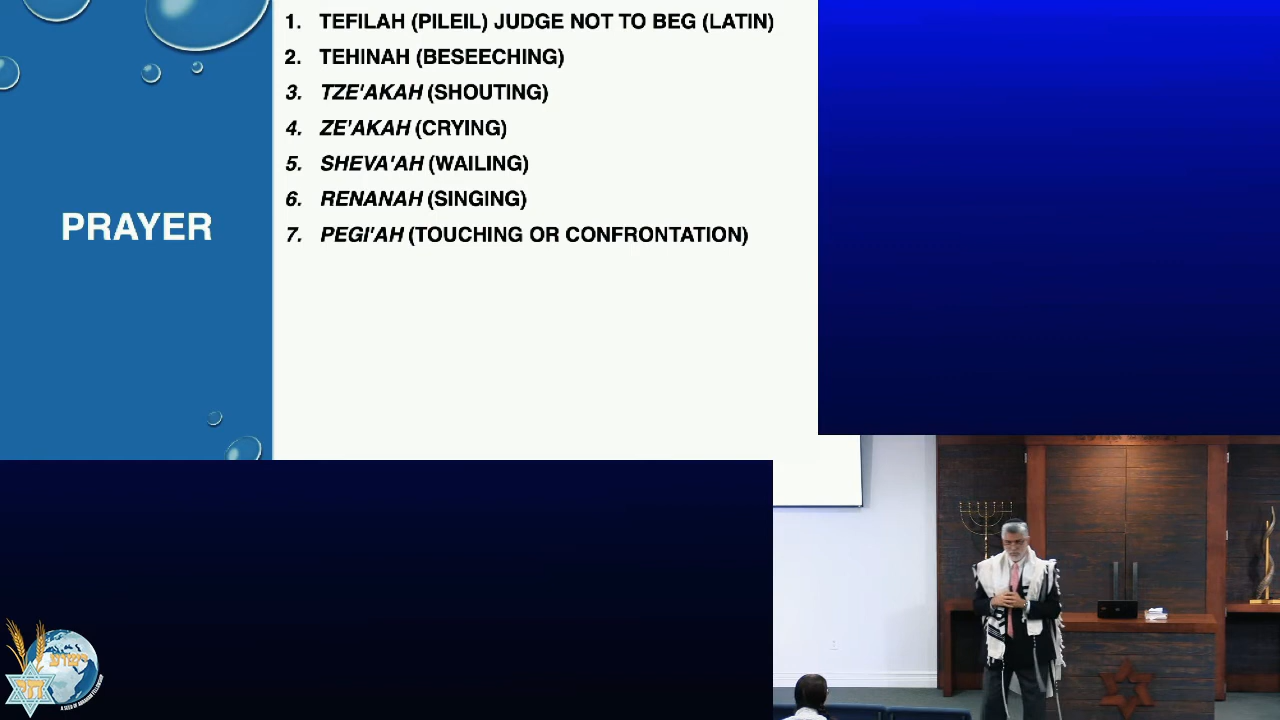 PRAYER
1. TEFILAH (PILEIL) JUDGE NOT TO BEG (LATIN)
2. TEHINAH (BESEECHING)
3. TZE'AKAH (SHOUTING)
4. ZE'AKAH (CRYING)
5. SHEVA'AH (WAILING)
6. RENANAH (SINGING)
7. PEGI'AH (TOUCHING OR CONFRONTATION)
ישוע